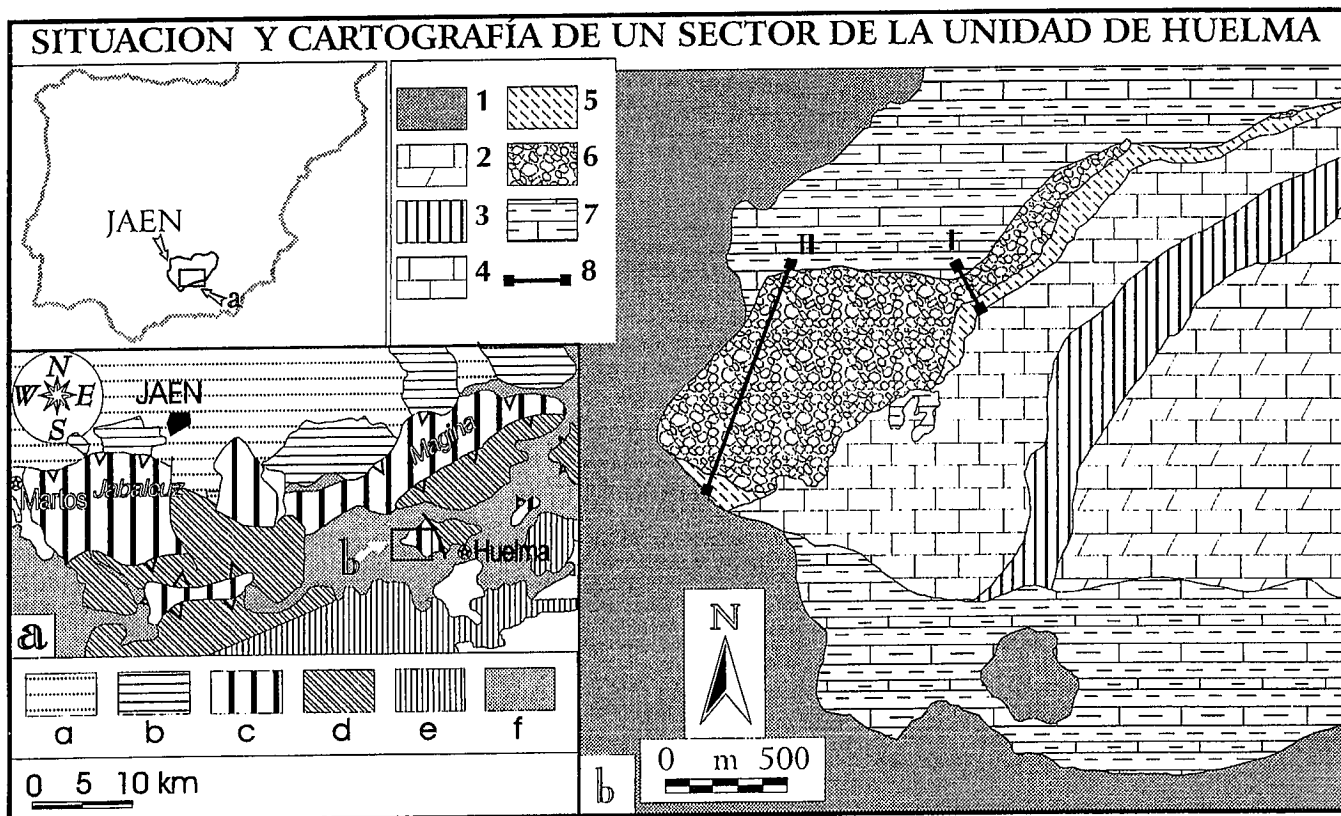 SITUACION Y CARTOGRAFÍA DE UN SECTOR DE LA UNIDAD DE HUELMA
JAEN
a
1
2
3
4
5
6
7
8
N
W E
S
JAEN
Martos
Jabalcuz
Magina
Huelma
b
a
a b c d e f
0 5 10 km
II
I
N
0 m 500
b